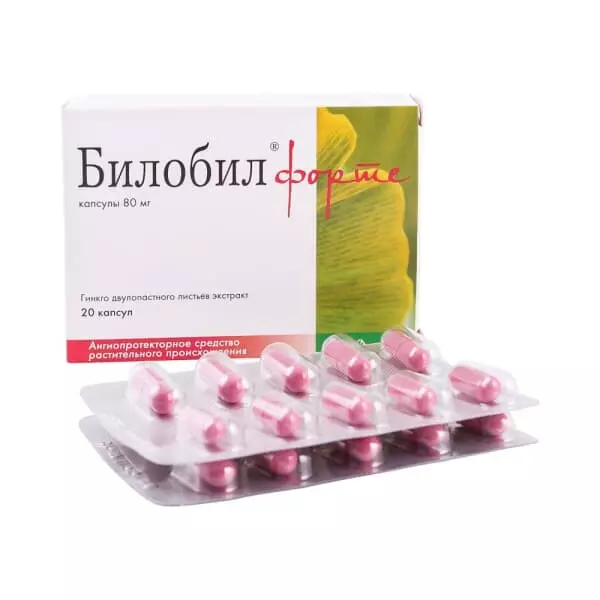 Билобил® форте
капсулы 80 мг
Гинкго двулопастного листьев экстракт
20 капсул
Ангиопротекторное средство
растительного происхождения